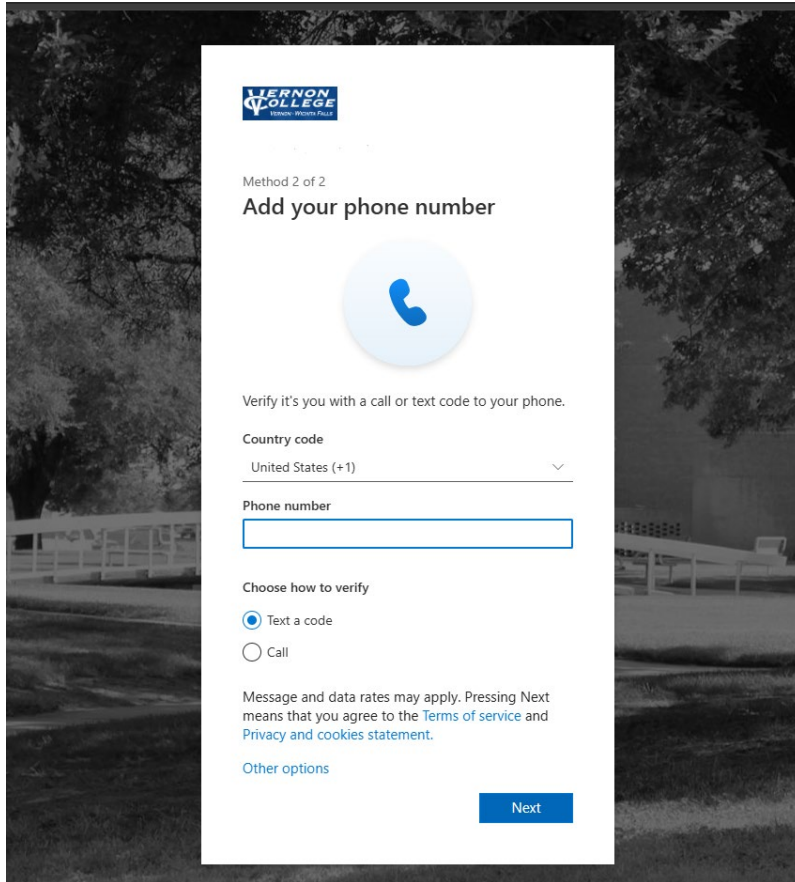 VERNON
COLLEGE
VERNON - WICHITA FALLS
Method 2 of 2
Add your phone number
Verify it's you with a call or text code to your phone.
Country code
United States (+1)
Phone number
Choose how to verify
Text a code
Call
Message and data rates may apply. Pressing Next
means that you agree to the Terms of service and
Privacy and cookies statement.
Other options
Next